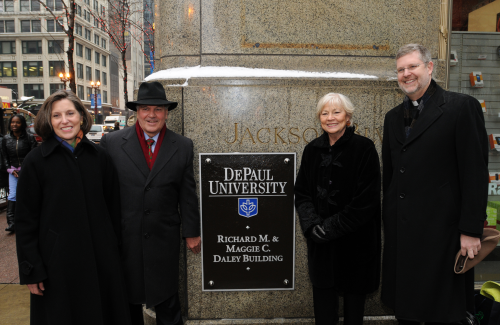 JACKSON
DEPAUL
UNIVERSITY
RICHARD M. &
MAGGIE C.
DALEY BUILDING